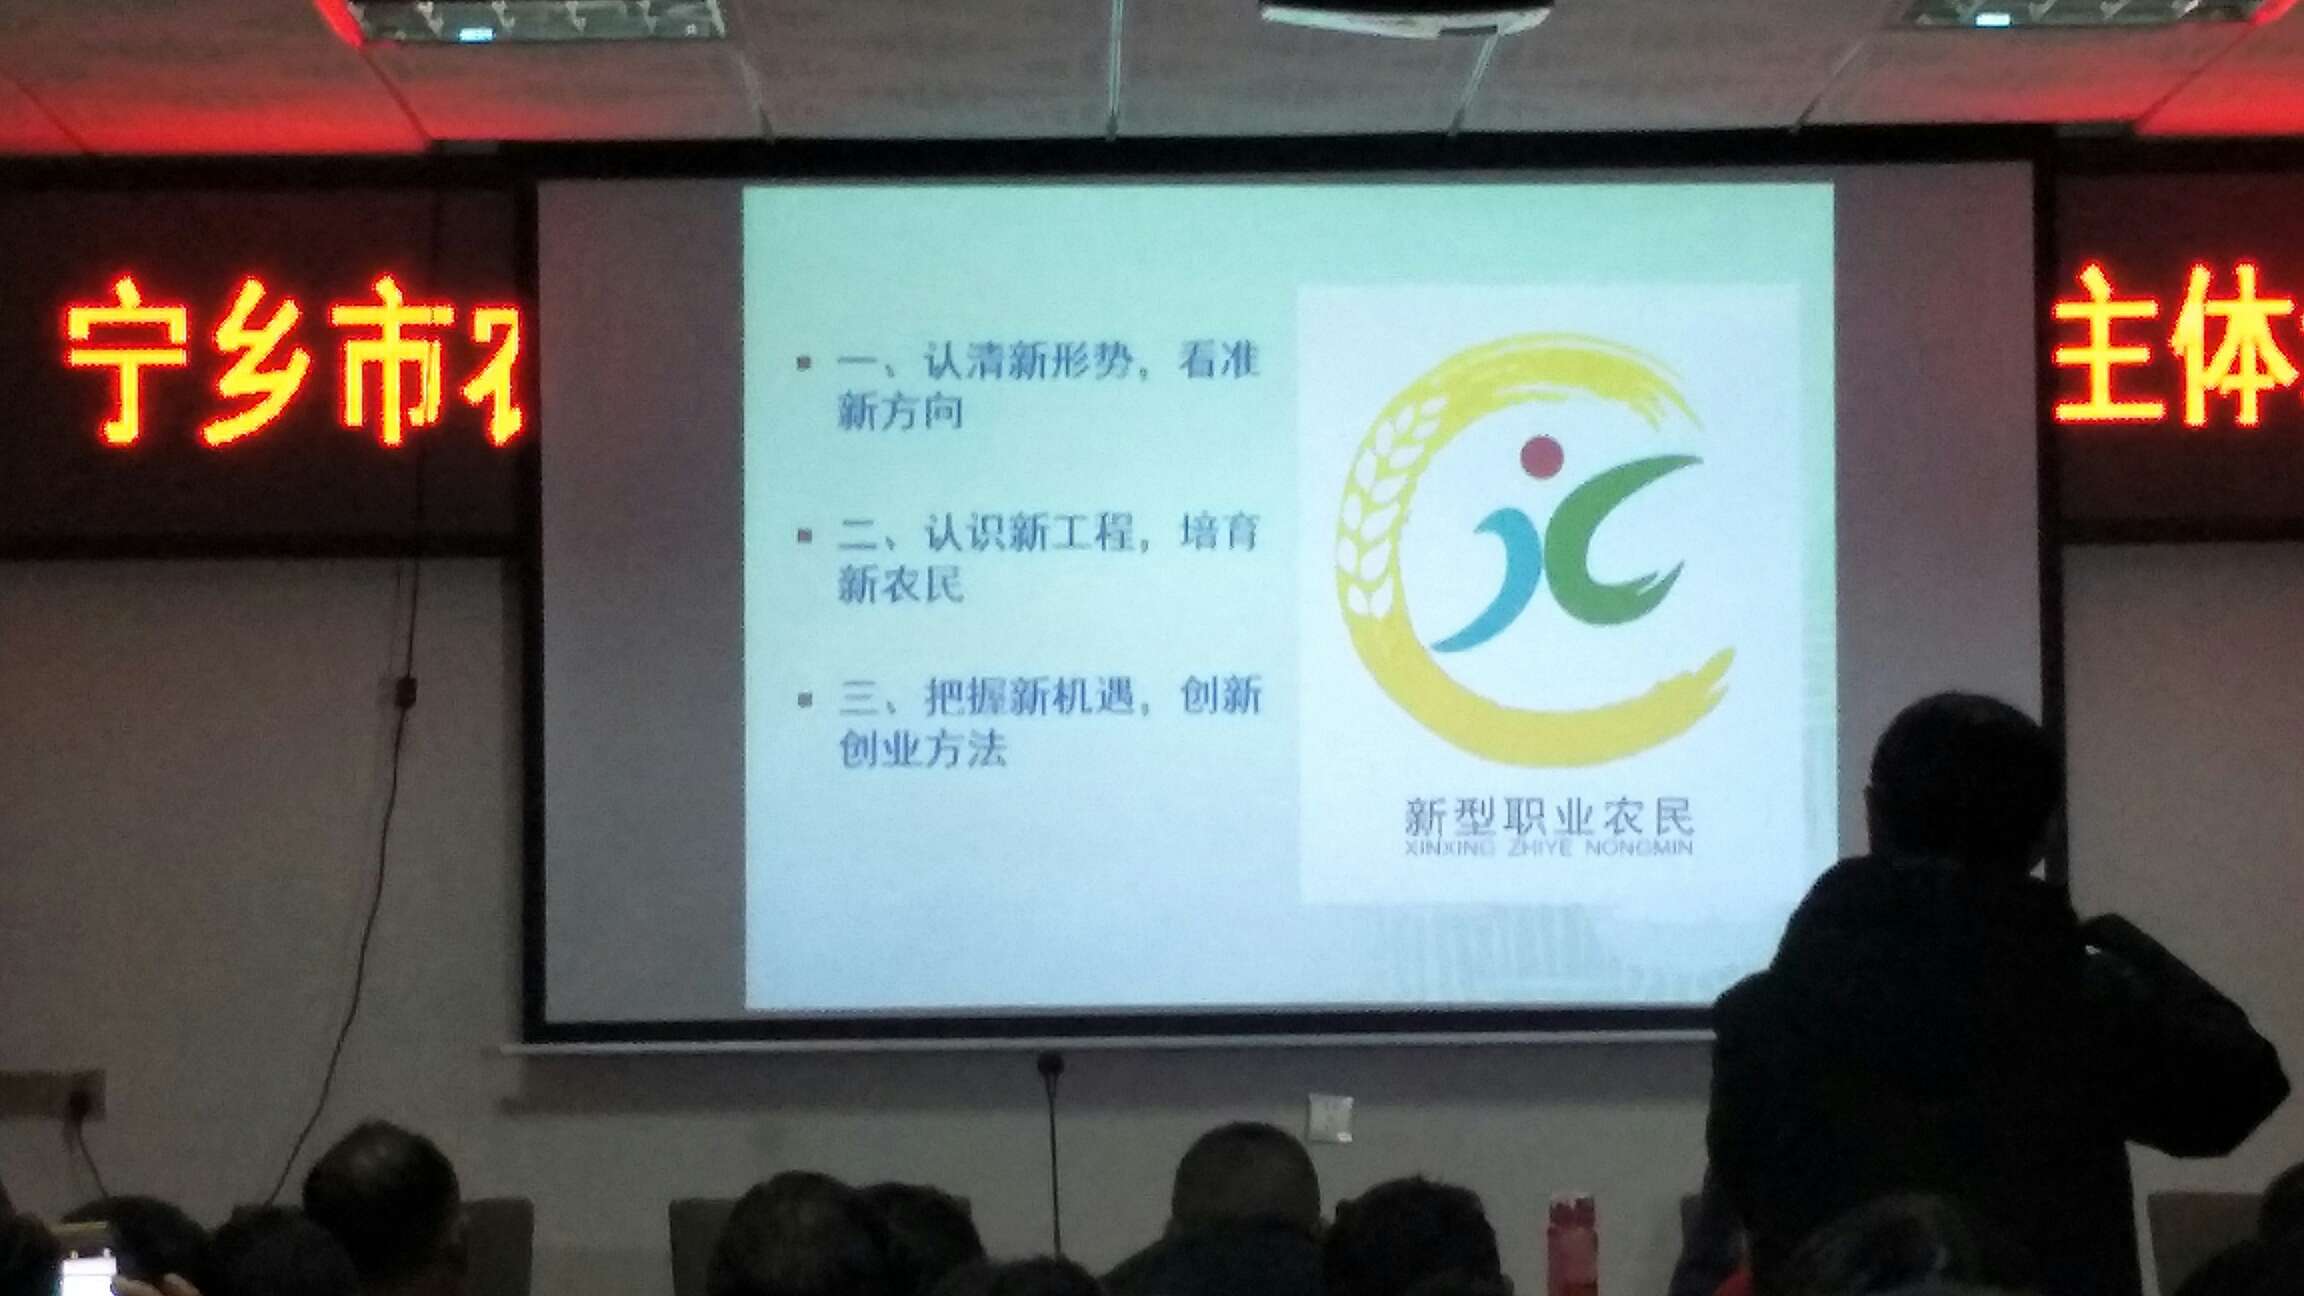 宁乡市
主体
一、认清新形势，看准
新方向
二、认识新工程，培育
新农民
三、把握新机遇，创新
创业方法
新型职业农民
XINXING ZHIYE NONGMIN